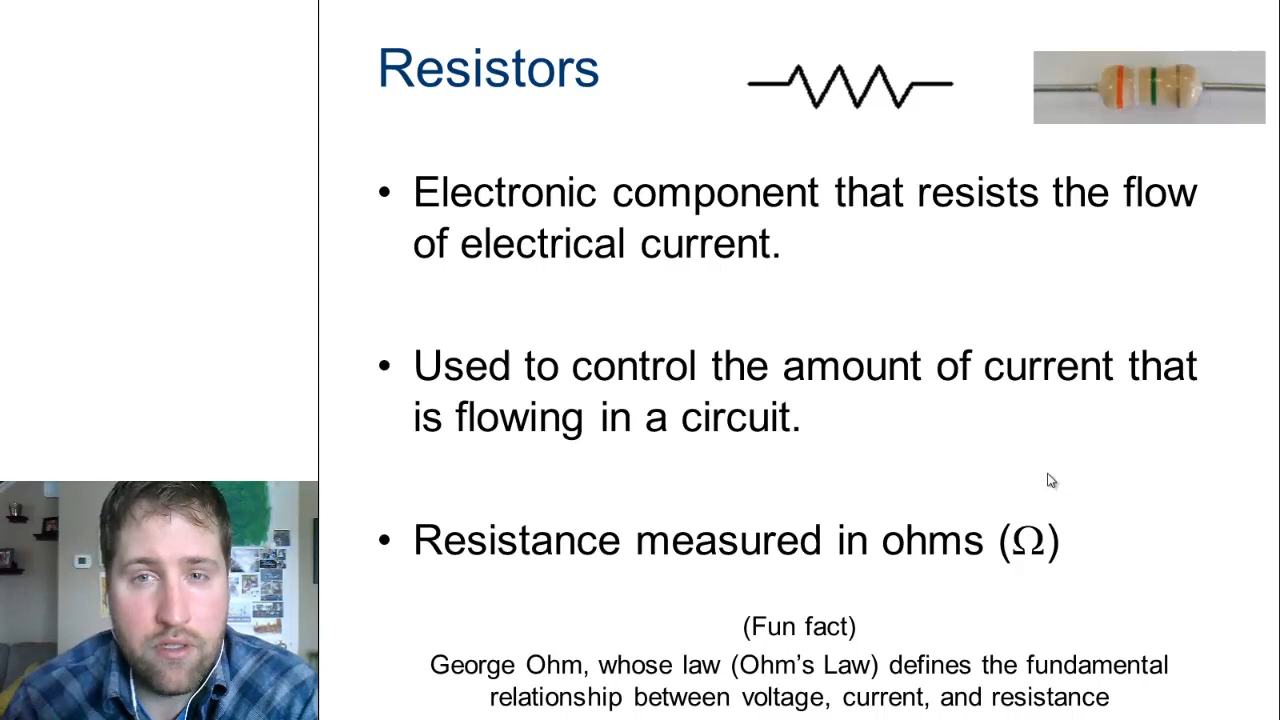 Resistors
• Electronic component that resists the flow
of electrical current.
• Used to control the amount of current that
is flowing in a circuit.
• Resistance measured in ohms (Ω)
(Fun fact)
George Ohm, whose law (Ohm's Law) defines the fundamental
relationship between voltage, current, and resistance